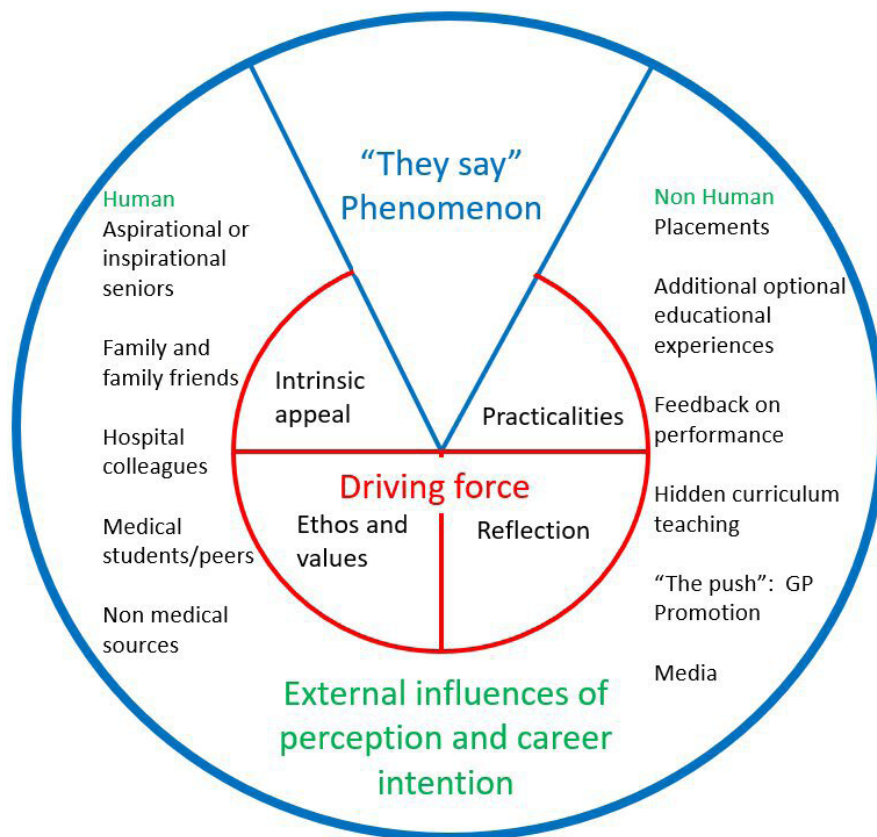 “They say”
Phenomenon
Human
Aspirational or
inspirational
seniors
Family and
family friends
Hospital
colleagues
Medical
students/peers
Non medical
sources
Intrinsic
appeal
Practicalities
Driving force
Ethos and
values
Reflection
Non Human
Placements
Additional optional
educational
experiences
Feedback on
performance
Hidden curriculum
teaching
“The push”:  GP
Promotion
Media
External influences of
perception and career
intention